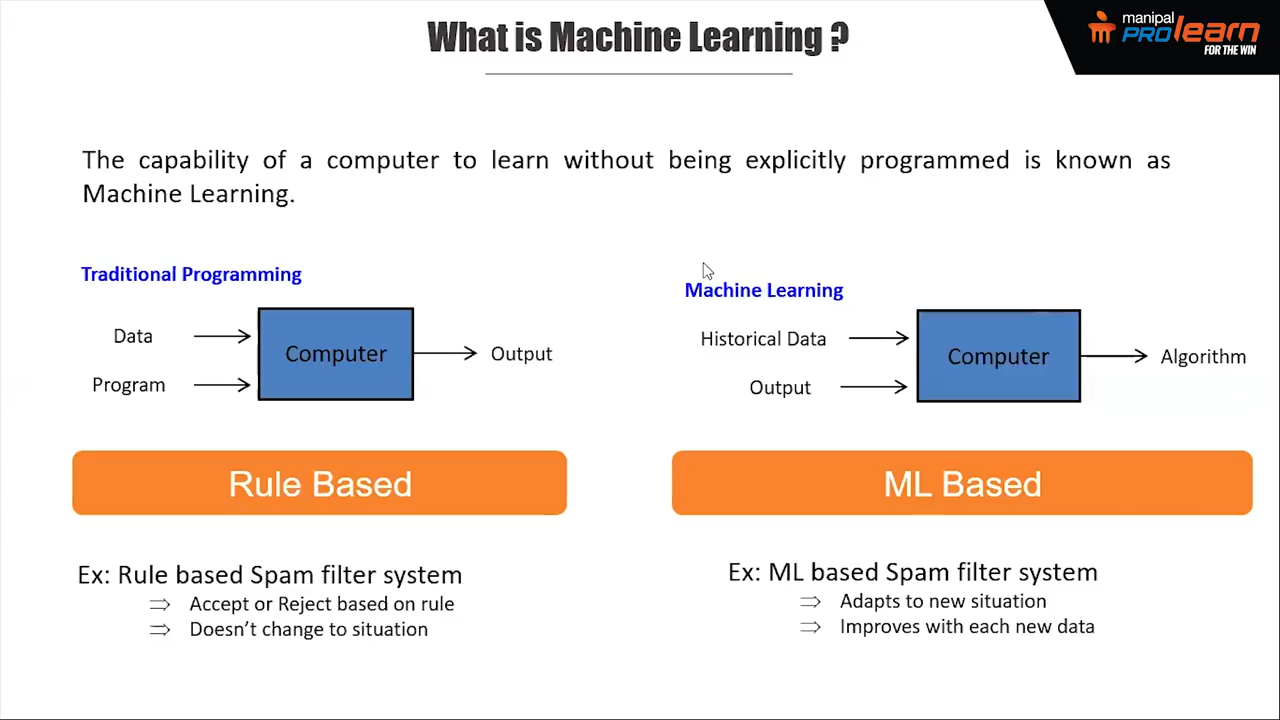 What is Machine Learning ?
manipal
PROlearn
FOR THE WIN
The capability of a computer to learn without being explicitly programmed is known as
Machine Learning.
Traditional Programming
Data
Program
Computer
Output
Machine Learning
Historical Data
Output
Computer
Algorithm
Rule Based
ML Based
Ex: Rule based Spam filter system
⇒ Accept or Reject based on rule
⇒ Doesn’t change to situation
Ex: ML based Spam filter system
⇒ Adapts to new situation
⇒ Improves with each new data